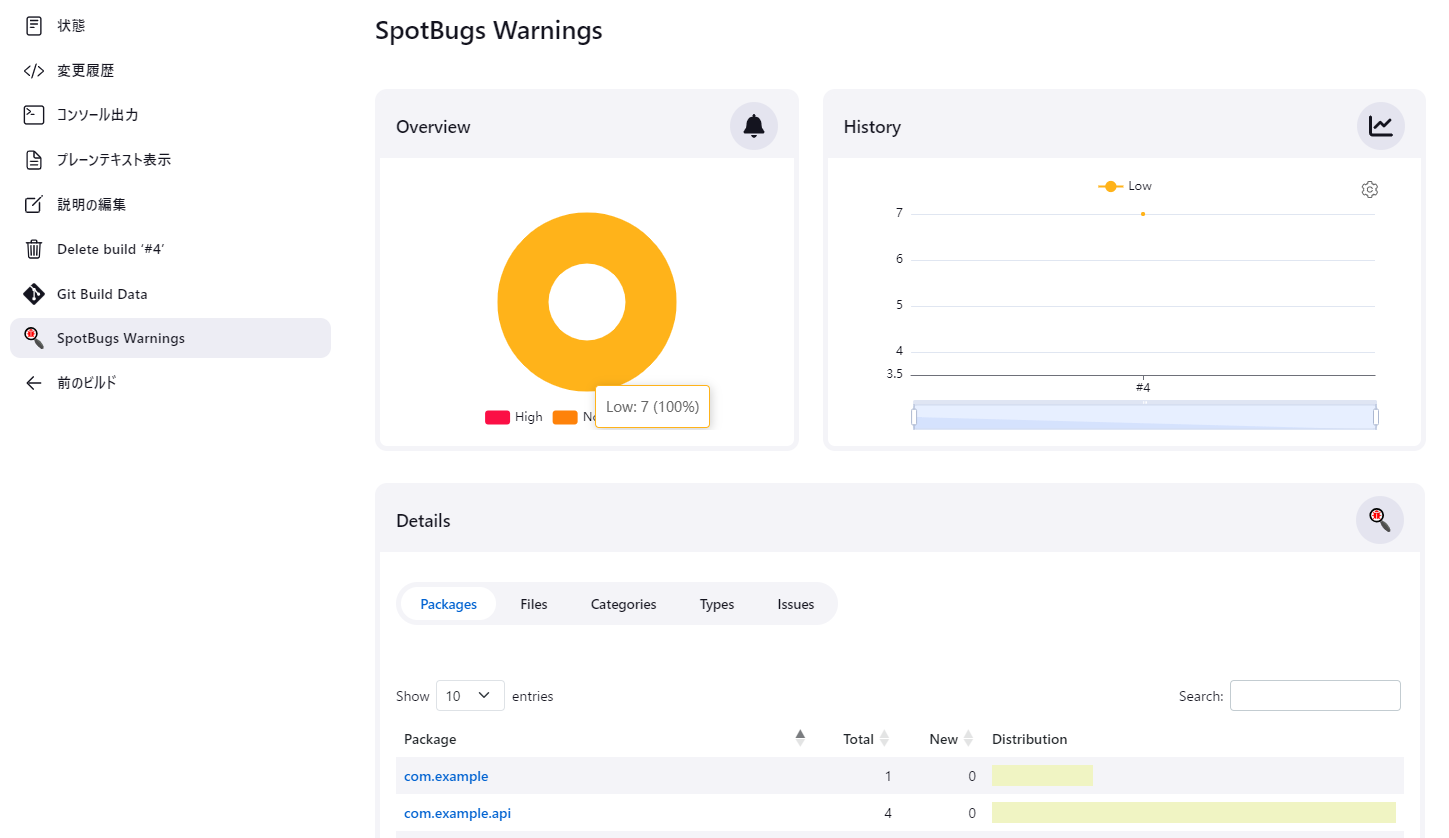 状態
変更履歴
コンソール出力
プレーンテキスト表示
説明の編集
Delete build ‘#4’
Git Build Data
SpotBugs Warnings
前のビルド
SpotBugs Warnings
Overview
High
Low: 7 (100%)
History
Low
7
6
5
4
3.5
#4
Details
Packages Files Categories Types Issues
Show 10 entries Search:
Package Total New Distribution
com.example 1 0
com.example.api 4 0